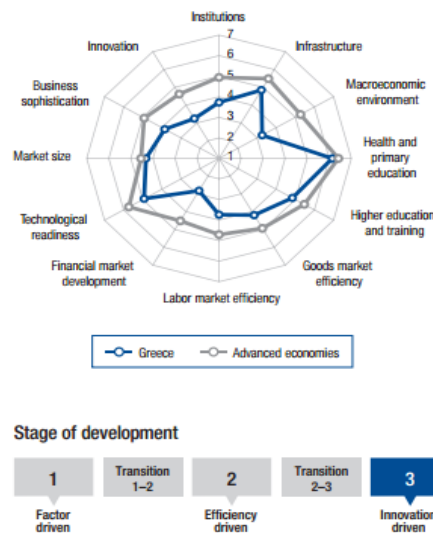 Institutions
7
6
5
4
3
2
1
Infrastructure
Macroeconomic
environment
Health and
primary
education
Higher education
and training
Goods market
efficiency
Labor market efficiency
Financial market
development
Technological
readiness
Market size
Business
sophistication
Innovation
Greece
Advanced economies
Stage of development
1
Transition
1–2
2
Transition
2–3
3
Factor
driven
Efficiency
driven
Innovation
driven